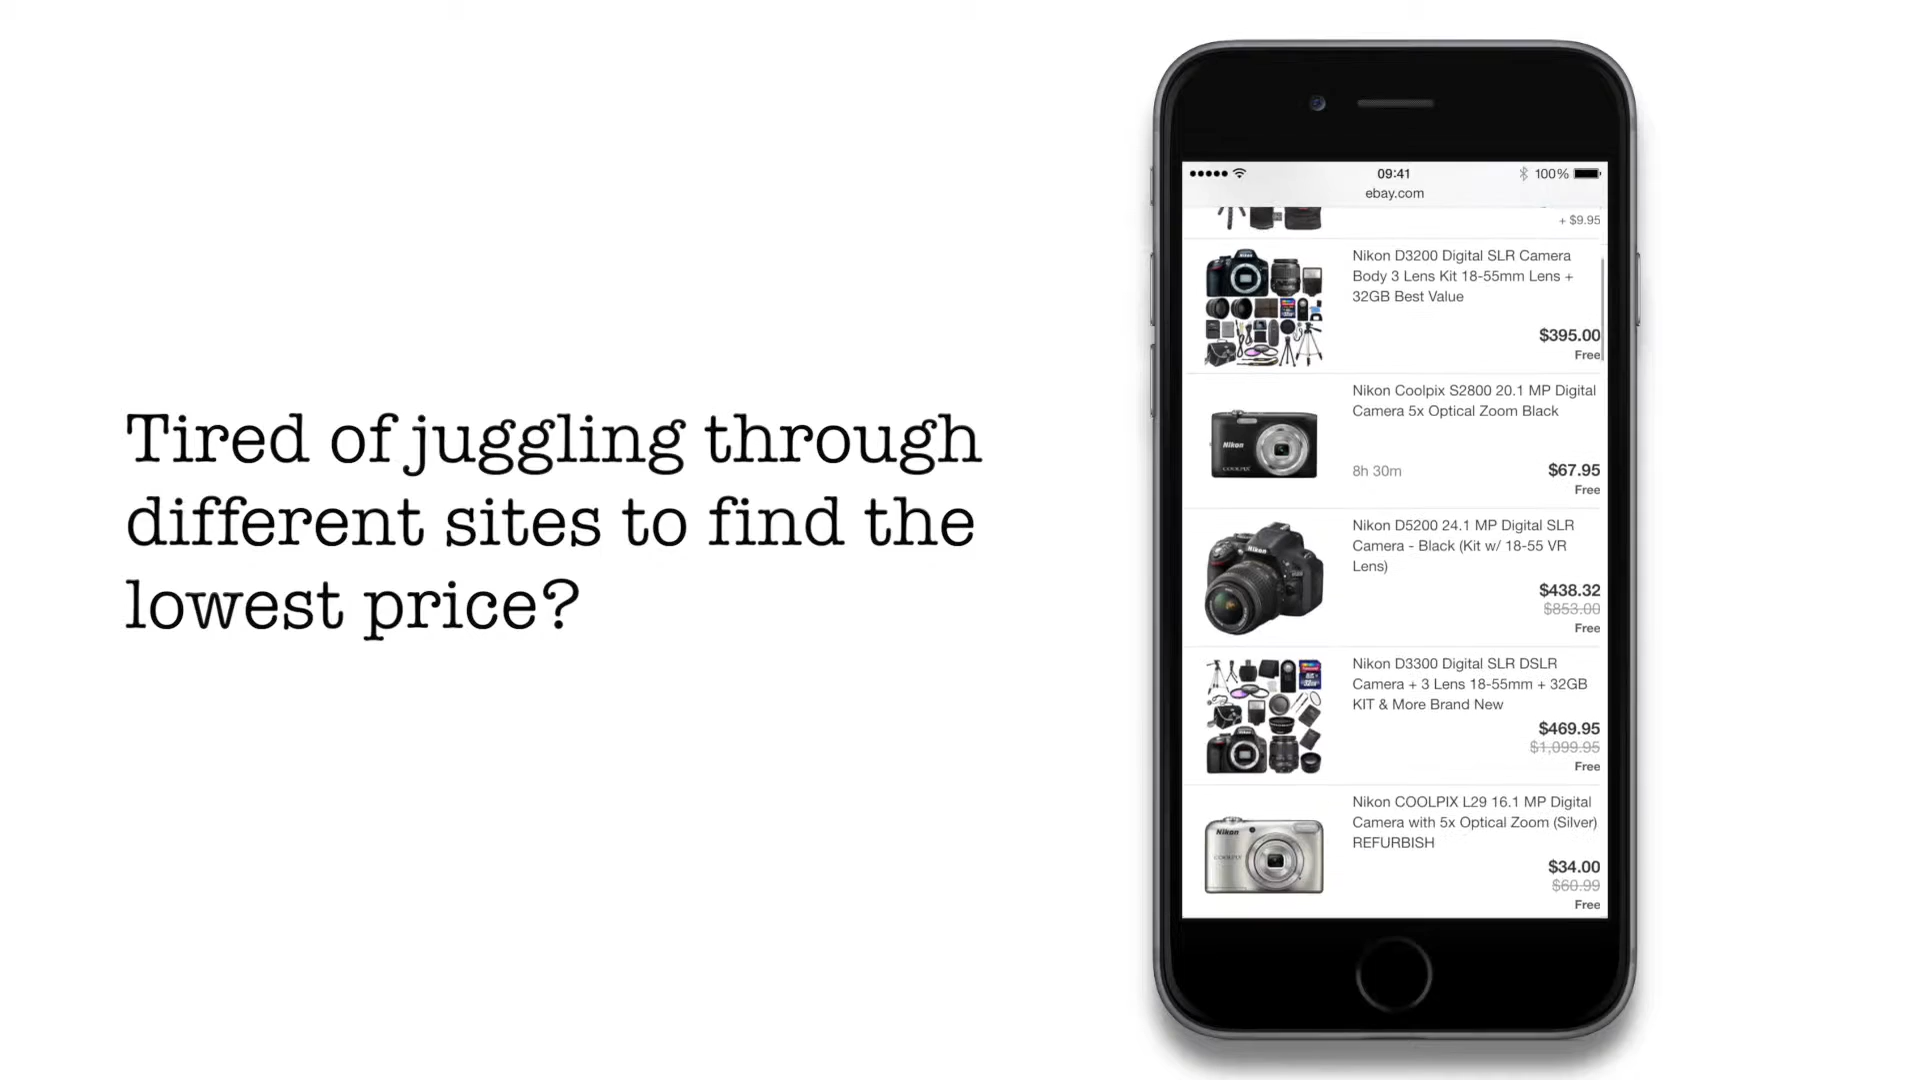 Tired of juggling through
different sites to find the
lowest price?
09:41
100%
ebay.com
+ $9.95
Nikon D3200 Digital SLR Camera
Body 3 Lens Kit 18-55mm Lens +
32GB Best Value
$395.00
Free
Nikon Coolpix S2800 20.1 MP Digital
Camera 5x Optical Zoom Black
Nikon
COOLPIX
8h 30m
$67.95
Free
Nikon D5200 24.1 MP Digital SLR
Camera - Black (Kit w/ 18-55 VR
Lens)
Nikon
$438.32
$853.00
Free
Nikon D3300 Digital SLR DSLR
Camera + 3 Lens 18-55mm + 32GB
KIT & More Brand New
$469.95
$1,099.95
Free
Nikon COOLPIX L29 16.1 MP Digital
Camera with 5x Optical Zoom (Silver)
REFURBISH
Nikon
COOLPIX
$34.00
$60.99
Free